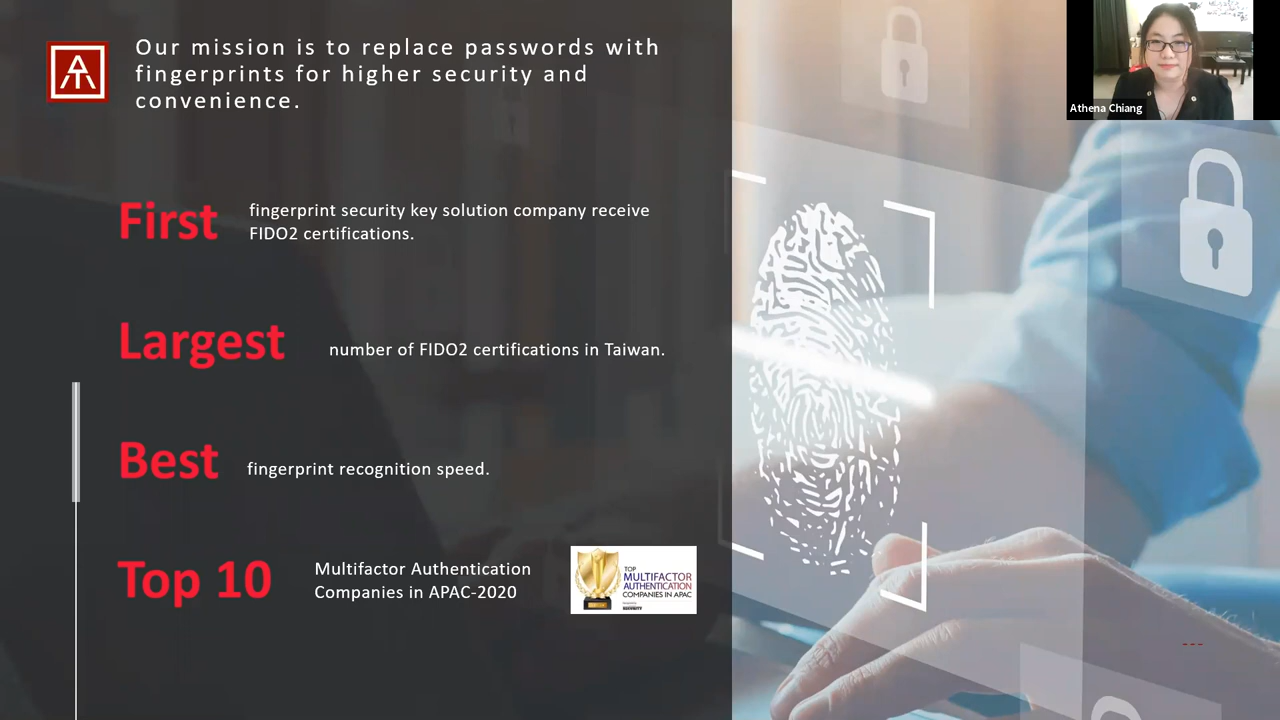 Our mission is to replace passwords with
fingerprints for higher security and
convenience.
Athena Chiang
First
fingerprint security key solution company receive
FIDO2 certifications.
Largest
number of FIDO2 certifications in Taiwan.
Best
fingerprint recognition speed.
Top 10
Multifactor Authentication
Companies in APAC-2020
TOP
MULTIFACTOR
AUTHENTICATION
COMPANIES IN APAC
SECURITY